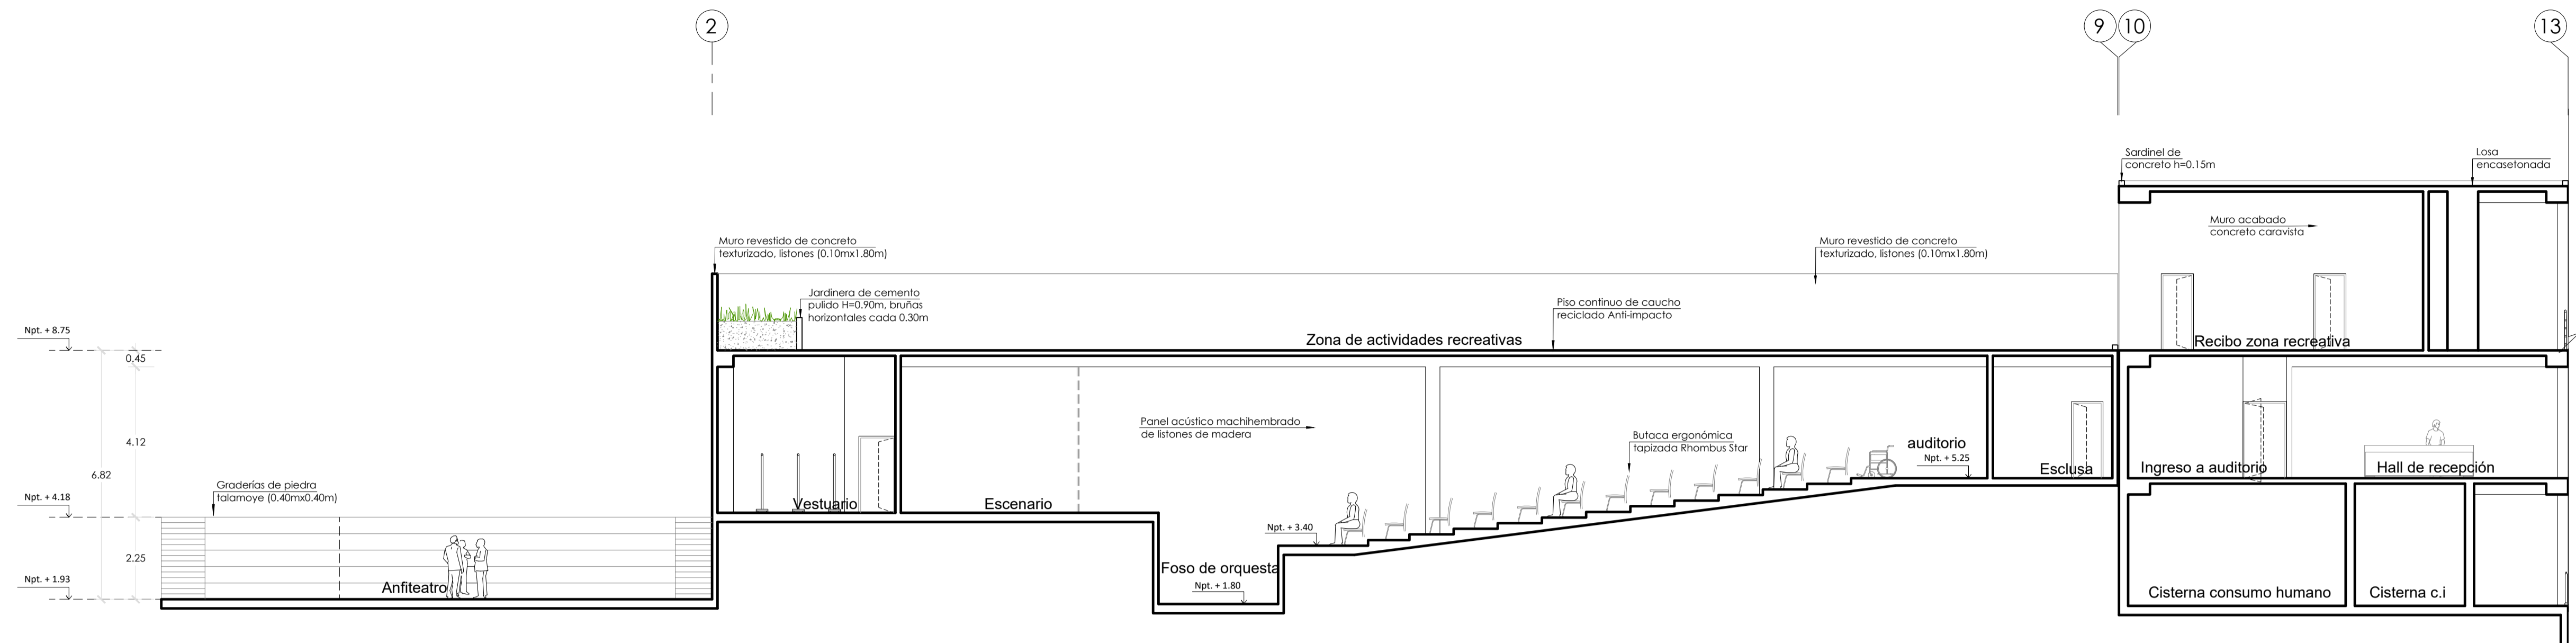 2
9
10
13
Sardinel de
concreto h=0.15m
Losa
encasetonada
Muro acabado
concreto caravista
Muro revestido de concreto
texturizado, listones (0.10mx1.80m)
Muro revestido de concreto
texturizado, listones (0.10mx1.80m)
Jardinera de cemento
pulido H=0.90m, bruñas
horizontales cada 0.30m
Piso continuo de caucho
reciclado Anti-impacto
Npt. + 8.75
Zona de actividades recreativas
Recibo zona recreativa
0.45
4.12
6.82
2.25
Panel acústico machihembrado
de listones de madera
Butaca ergonómica
tapizada Rhombus Star
auditorio
Npt. + 5.25
Esclusa
Ingreso a auditorio
Hall de recepción
Graderías de piedra
talamoye (0.40mx0.40m)
Npt. + 4.18
Vestuario
Escenario
Npt. + 3.40
Foso de orquesta
Npt. + 1.80
Npt. + 1.93
Anfiteatro
Cisterna consumo humano
Cisterna c.i